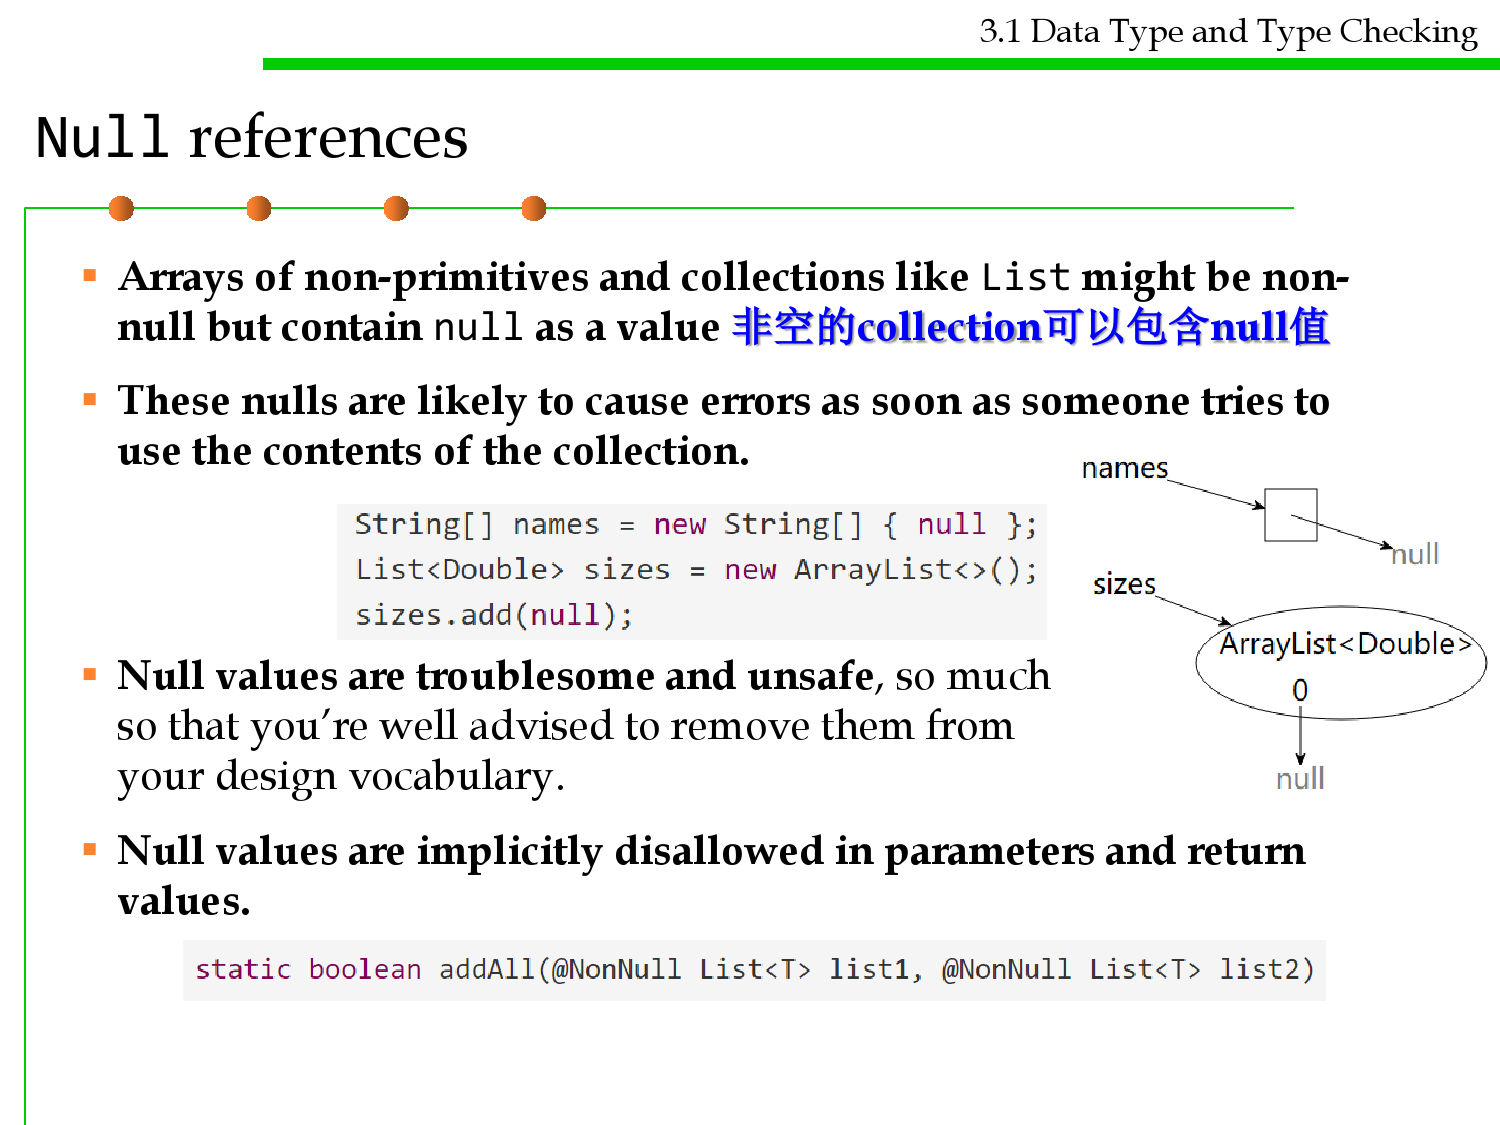 3.1 Data Type and Type Checking
Null references
▪ Arrays of non-primitives and collections like List might be non-
null but contain null as a value 非空的collection可以包含null值
▪ These nulls are likely to cause errors as soon as someone tries to
use the contents of the collection.
String[] names = new String[] { null };
List<Double> sizes = new ArrayList<>();
sizes.add(null);
names
null
sizes
ArrayList<Double>
0
null
▪ Null values are troublesome and unsafe, so much
so that you’re well advised to remove them from
your design vocabulary.
▪ Null values are implicitly disallowed in parameters and return
values.
static boolean addAll(@NonNull List<T> list1, @NonNull List<T> list2)